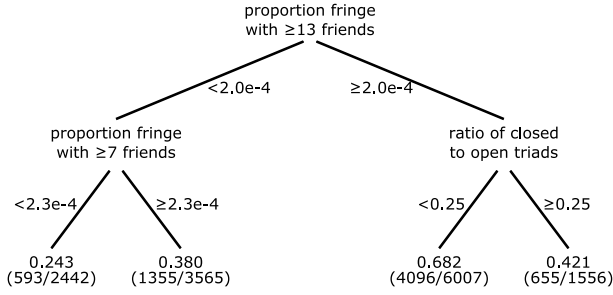 proportion fringe
with ≥13 friends
<2.0e-4
≥2.0e-4
proportion fringe
with ≥7 friends
ratio of closed
to open triads
<2.3e-4
≥2.3e-4
<0.25
≥0.25
0.243
(593/2442)
0.380
(1355/3565)
0.682
(4096/6007)
0.421
(655/1556)